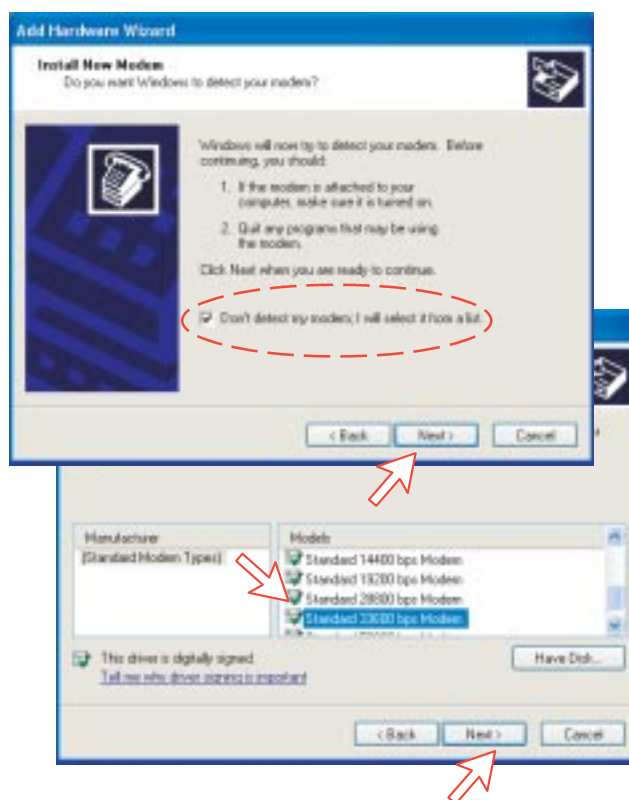 Add Hardware Wizard
Install New Modem
Do you want Windows to detect your modem?
Windows will now try to detect your modem. Before
continuing, you should:
1. If the modem is attached to your
computer, make sure it is turned on.
2. Quit any programs that may be using
the modem.
Click Next when you are ready to continue.
Don't detect my modem; I will select it from a list.
< Back
Next >
Cancel
Manufacturer
(Standard Modem Types)
Models
Standard 14400 bps Modem
Standard 19200 bps Modem
Standard 28800 bps Modem
Standard 33600 bps Modem
This driver is digitally signed.
Tell me why driver signing is important
Have Disk...
< Back
Next >
Cancel